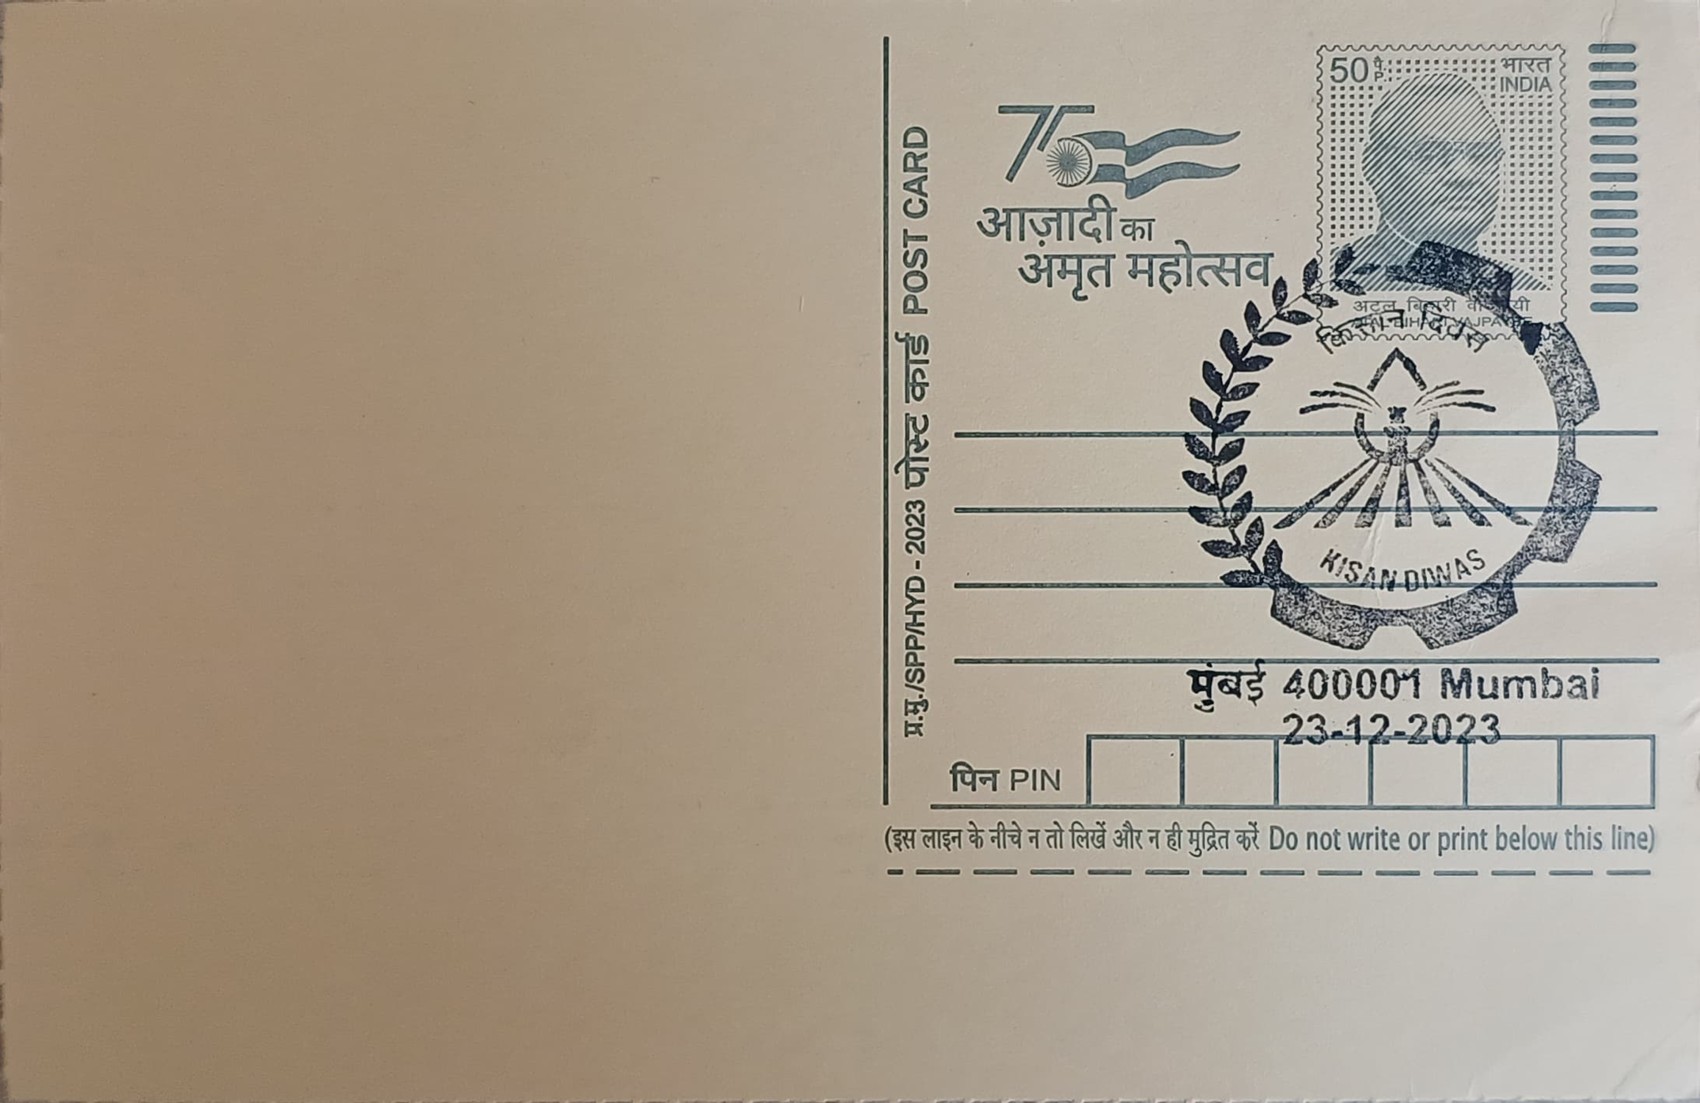 प्र.मु./SPP/HYD - 2023 पोस्ट कार्ड POST CARD
75
आज़ादी का
अमृत महोत्सव
50 पै. P.
भारत
INDIA
अटल बिहारी वाजपेयी
ATAL BIHARI VAJPAYEE
किसान दिवस
KISAN DIWAS
मुंबई 400001 Mumbai
23-12-2023
पिन PIN
(इस लाइन के नीचे न तो लिखें और न ही मुद्रित करें Do not write or print below this line)